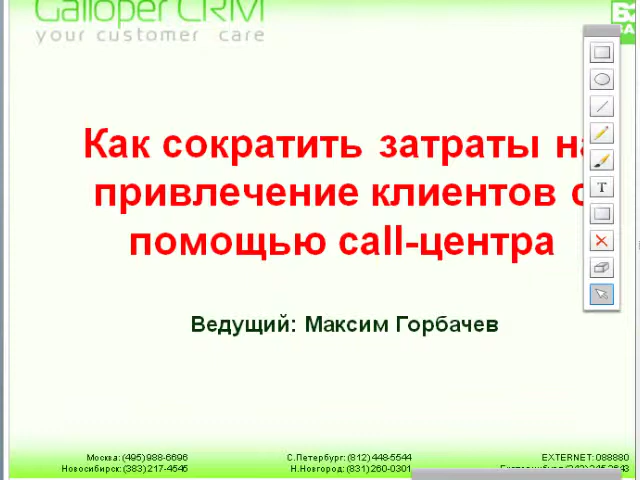 Galloper CRM
your customer care
Как сократить затраты на
привлечение клиентов с
помощью call-центра
Ведущий: Максим Горбачев
Москва: (495) 988-6696
С.Петербург: (812) 448-5544
EXTERNET: 088880
Новосибирск: (383) 217-4545
Н.Новгород: (831) 260-0301
T